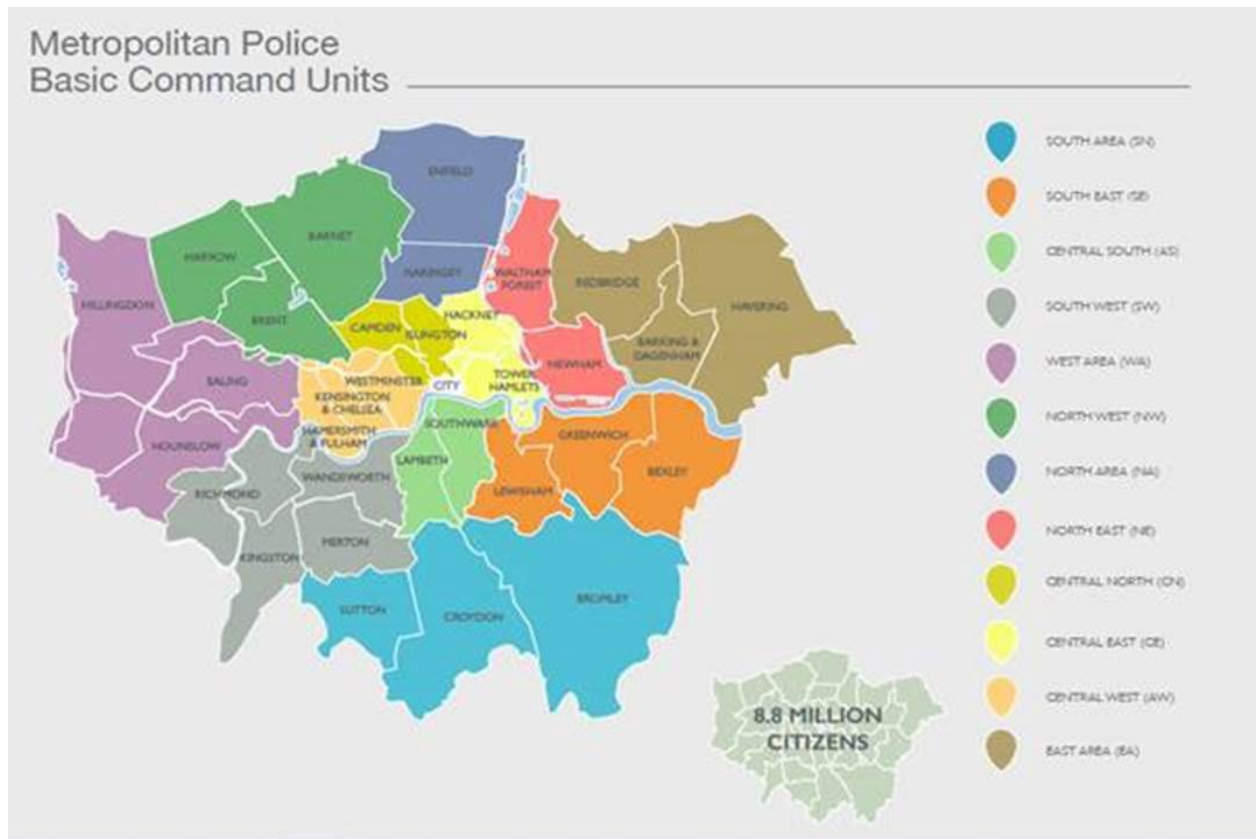 Metropolitan Police
Basic Command Units
ENFIELD
BARNET
HARROW
HARINGEY
WALTHAM
FOREST
REDBRIDGE
HAVERING
HILLINGDON
BRENT
HACKNEY
CAMDEN
ISLINGTON
BARKING &
DAGENHAM
NEWHAM
EALING
WESTMINSTER
CITY
TOWER
HAMLETS
KENSINGTON
& CHELSEA
SOUTHWARK
HAMERSMITH
& FULHAM
GREENWICH
HOUNSLOW
LAMBETH
BEXLEY
WANDSWORTH
RICHMOND
LEWISHAM
MERTON
KINGSTON
SUTTON
CROYDON
BROMLEY
8.8 MILLION
CITIZENS
SOUTH AREA (SN)
SOUTH EAST (SE)
CENTRAL SOUTH (AS)
SOUTH WEST (SW)
WEST AREA (WA)
NORTH WEST (NW)
NORTH AREA (NA)
NORTH EAST (NE)
CENTRAL NORTH (CN)
CENTRAL EAST (CE)
CENTRAL WEST (AW)
EAST AREA (EA)